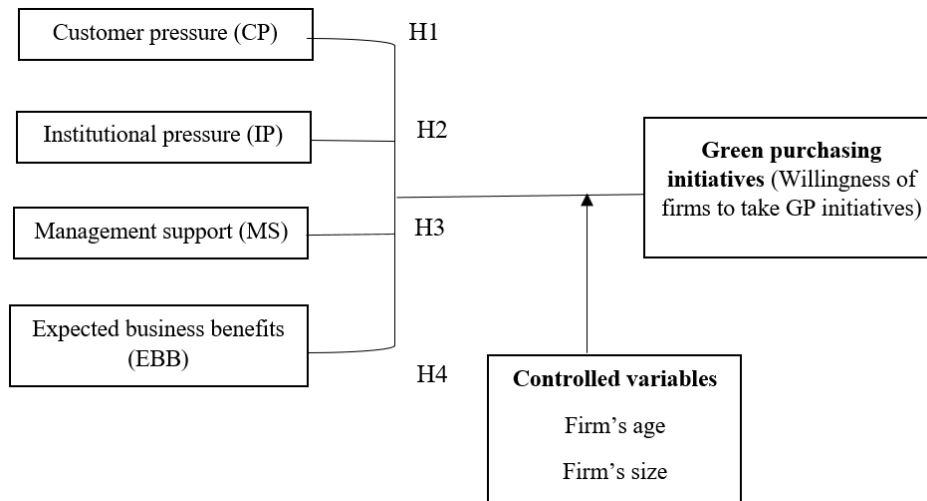 Customer pressure (CP)
H1
Institutional pressure (IP)
H2
Management support (MS)
H3
Expected business benefits
(EBB)
H4
Green purchasing
initiatives (Willingness of
firms to take GP initiatives)
Controlled variables
Firm’s age
Firm’s size